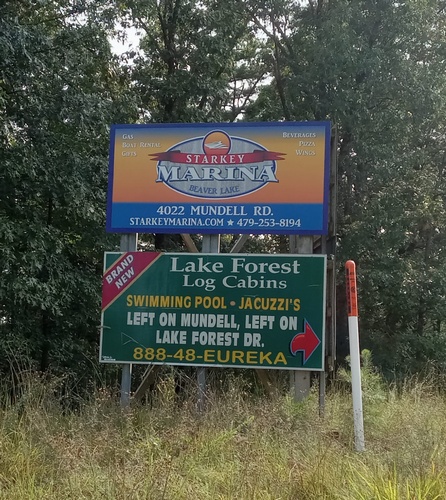 GAS
BOAT RENTAL
GIFTS
BEVERAGES
PIZZA
WINGS
STARKEY
MARINA
BEAVER LAKE
4022 MUNDELL RD.
STARKEYMARINA.COM ★ 479-253-8194
BRAND
NEW
Lake Forest
Log Cabins
SWIMMING POOL • JACUZZI'S
LEFT ON MUNDELL, LEFT ON
LAKE FOREST DR.
888-48-EUREKA